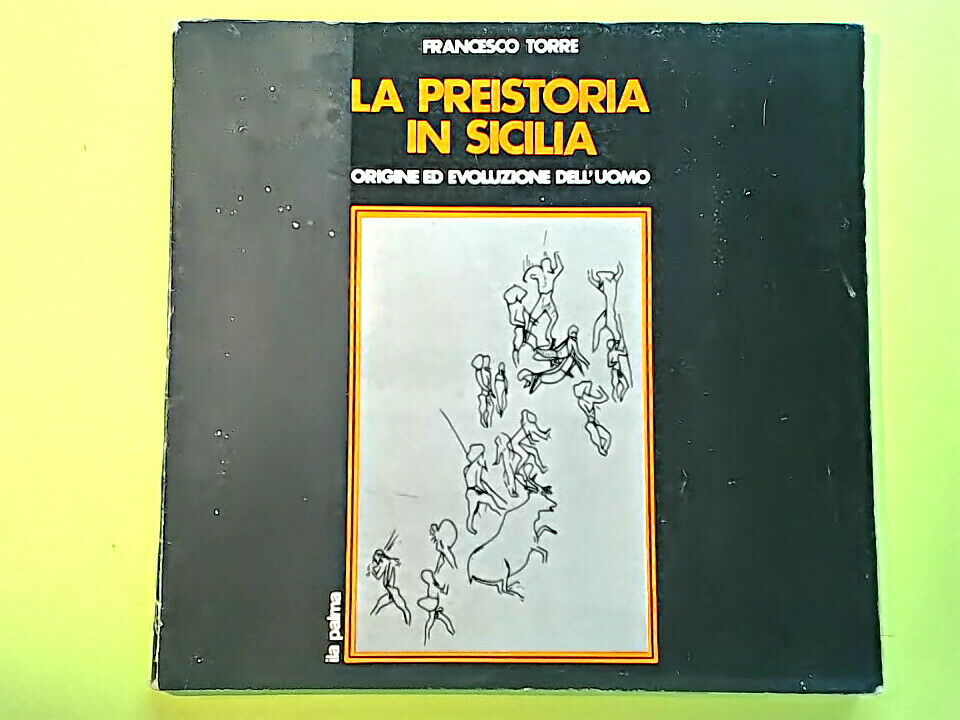 FRANCESCO TORRE
LA PREISTORIA
IN SICILIA
ORIGINE ED EVOLUZIONE DELL'UOMO
ila palma